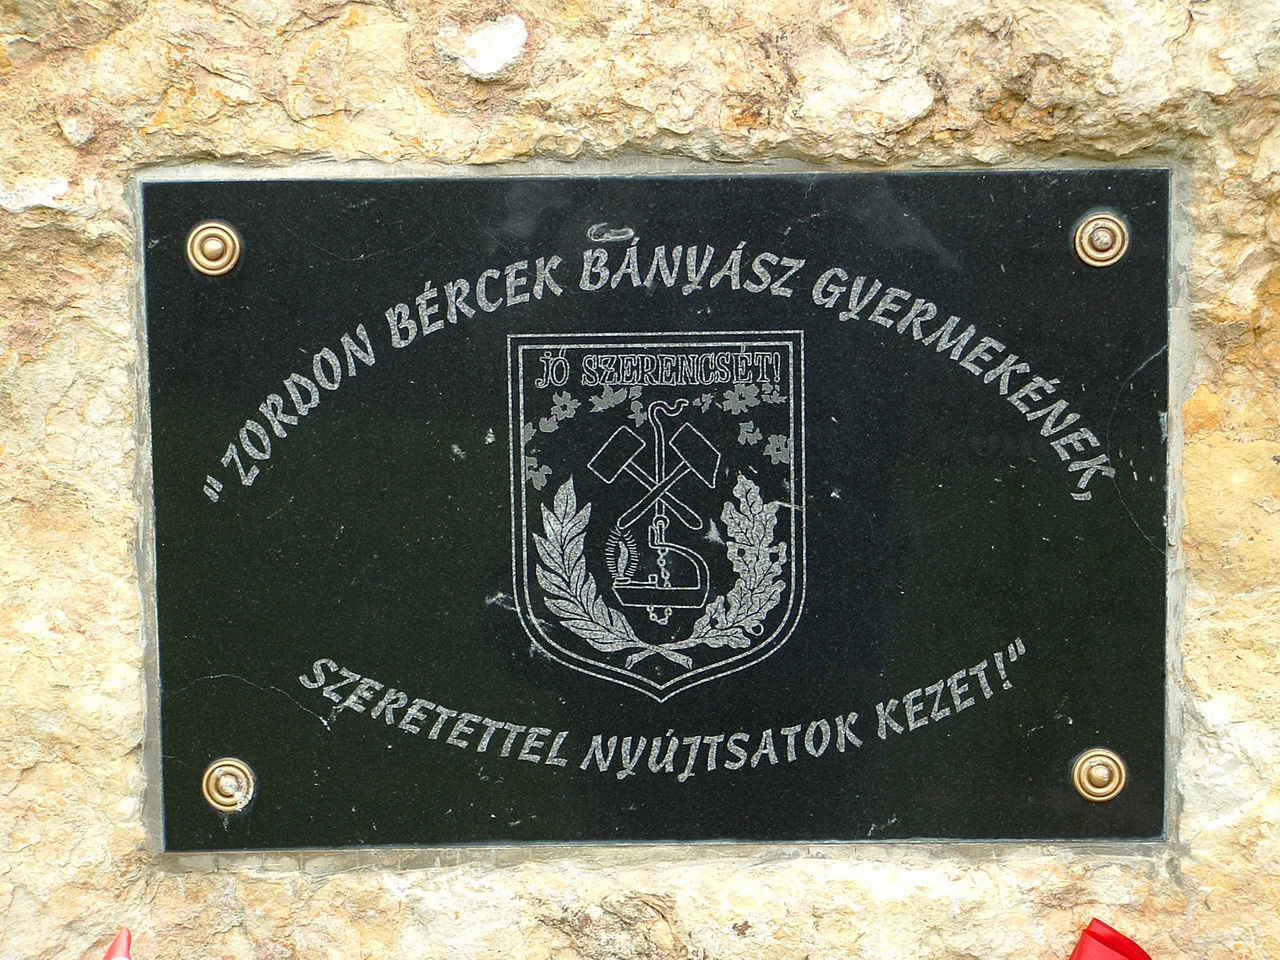 "ZORDON BÉRCEK BÁNYÁSZ GYERMEKÉNEK,
JÓ SZERENCSÉT!
SZERETETTEL NYÚJTSATOK KEZET!"